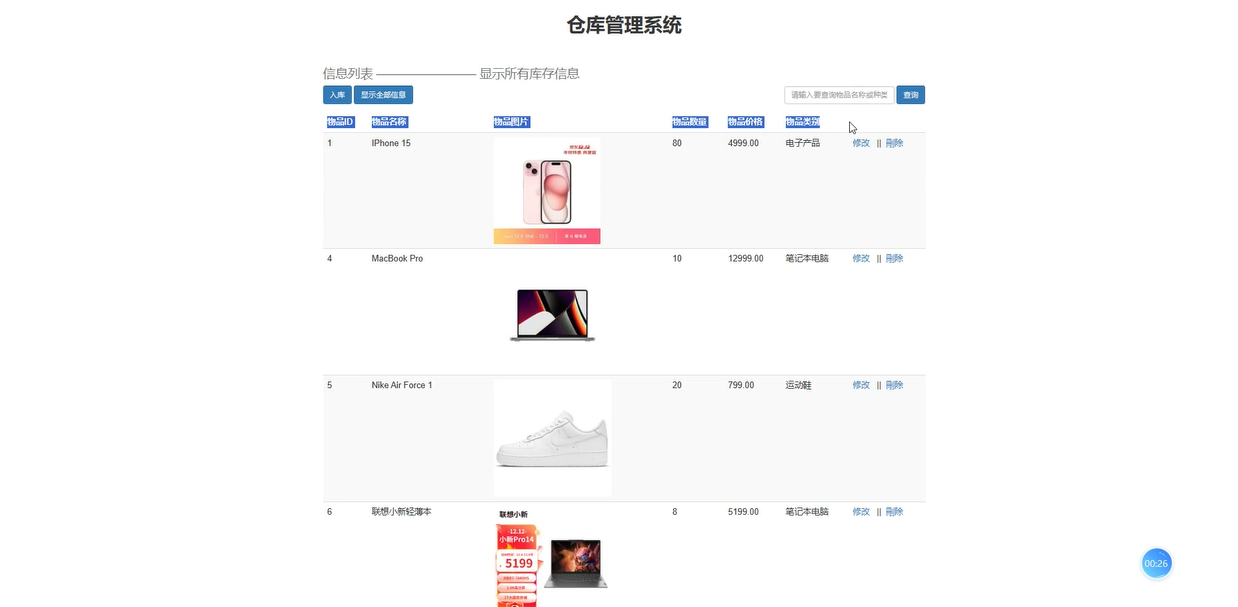 仓库管理系统
信息列表 ———————— 显示所有库存信息
入库 显示全部信息 请输入要查询物品名称或种类 查询
物品ID 物品名称 物品图片 物品数量 物品价格 物品类别
1 IPhone 15 80 4999.00 电子产品 修改 || 删除
4 MacBook Pro 10 12999.00 笔记本电脑 修改 || 删除
5 Nike Air Force 1 20 799.00 运动鞋 修改 || 删除
6 联想小新轻薄本 8 5199.00 笔记本电脑 修改 || 删除
联想小新
12.12
小新Pro14
5199
00:26